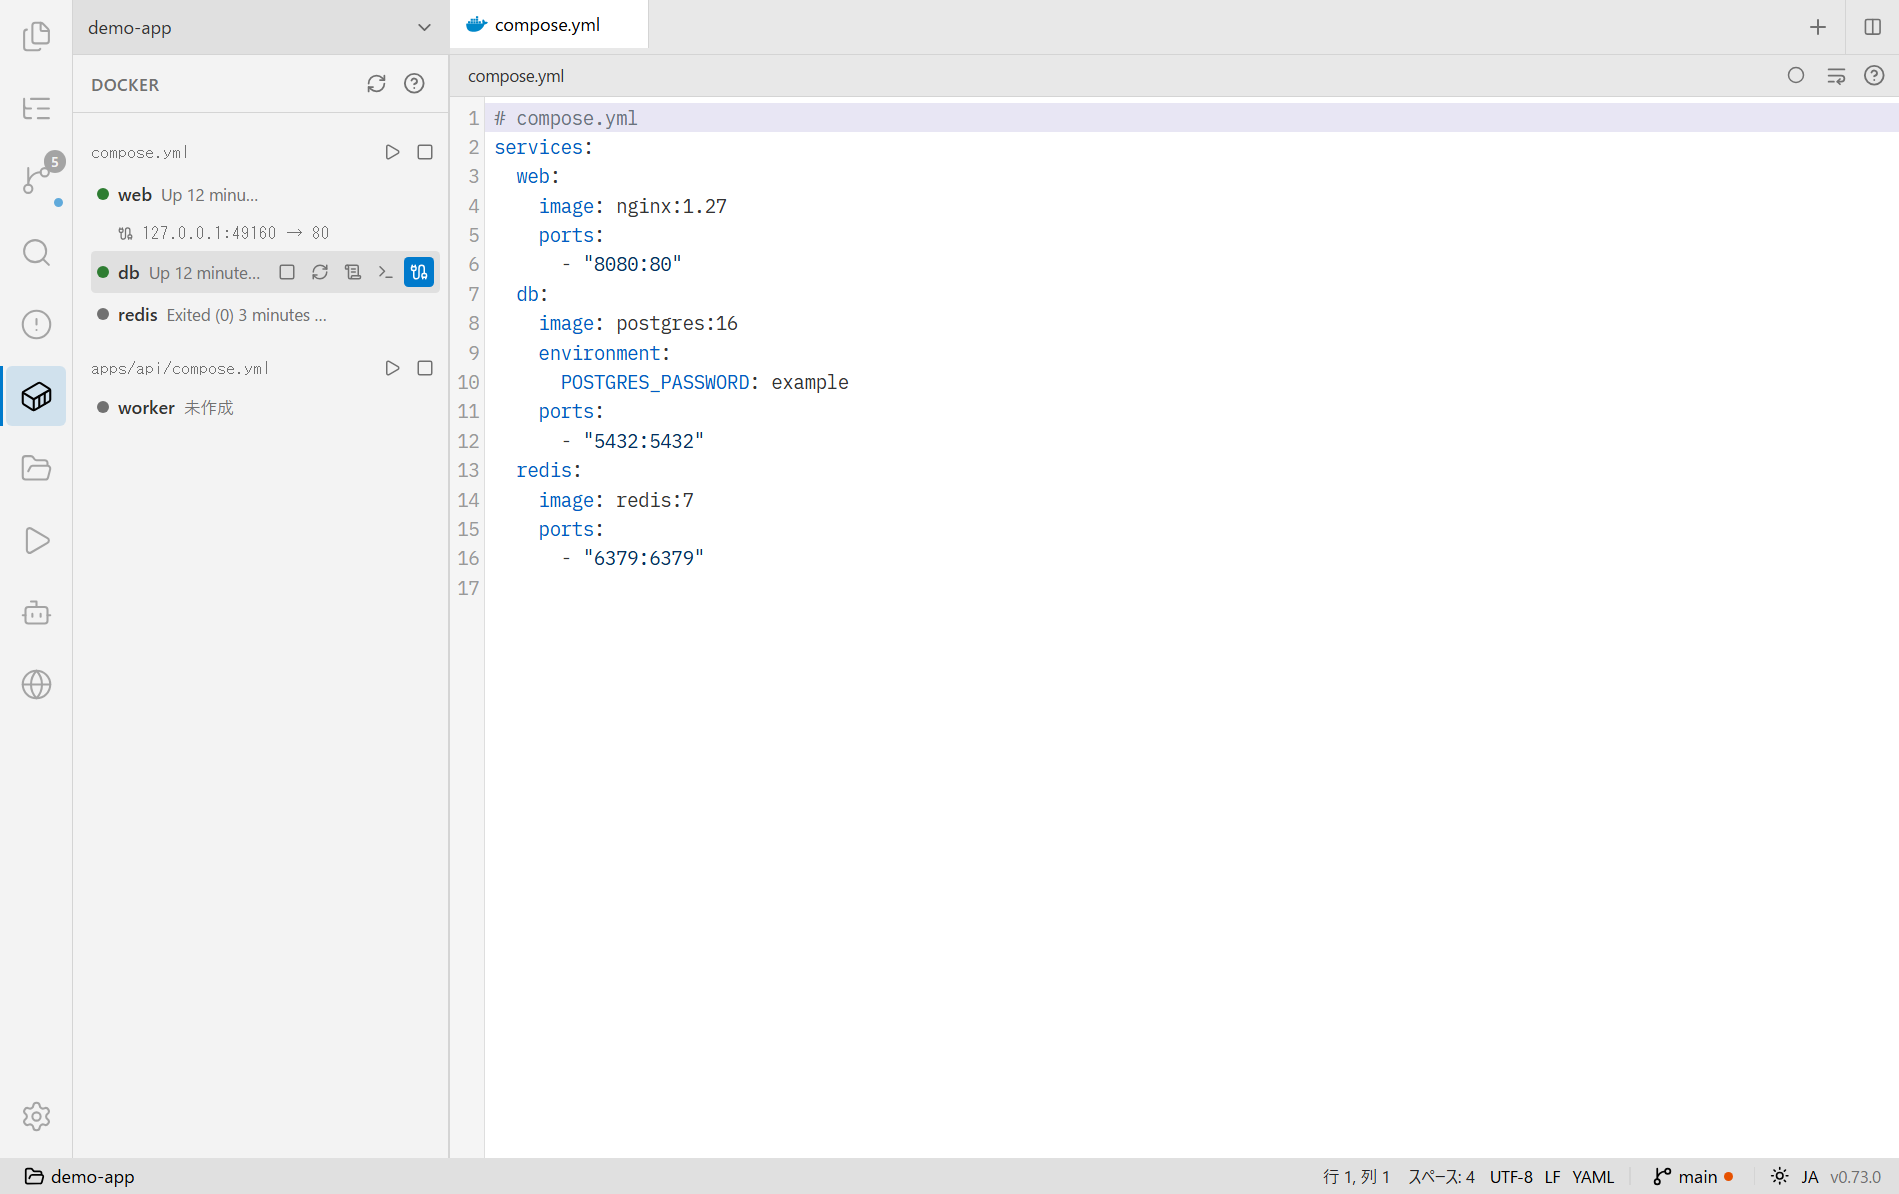 demo-app
compose.yml
DOCKER
compose.yml
5
compose.yml
web Up 12 minu...
127.0.0.1:49160 → 80
db Up 12 minute...
redis Exited (0) 3 minutes ...
apps/api/compose.yml
worker 未作成
1 # compose.yml
2 services:
3 web:
4 image: nginx:1.27
5 ports:
6 - "8080:80"
7 db:
8 image: postgres:16
9 environment:
10 POSTGRES_PASSWORD: example
11 ports:
12 - "5432:5432"
13 redis:
14 image: redis:7
15 ports:
16 - "6379:6379"
17
demo-app
行 1, 列 1 スペース: 4 UTF-8 LF YAML main JA v0.73.0